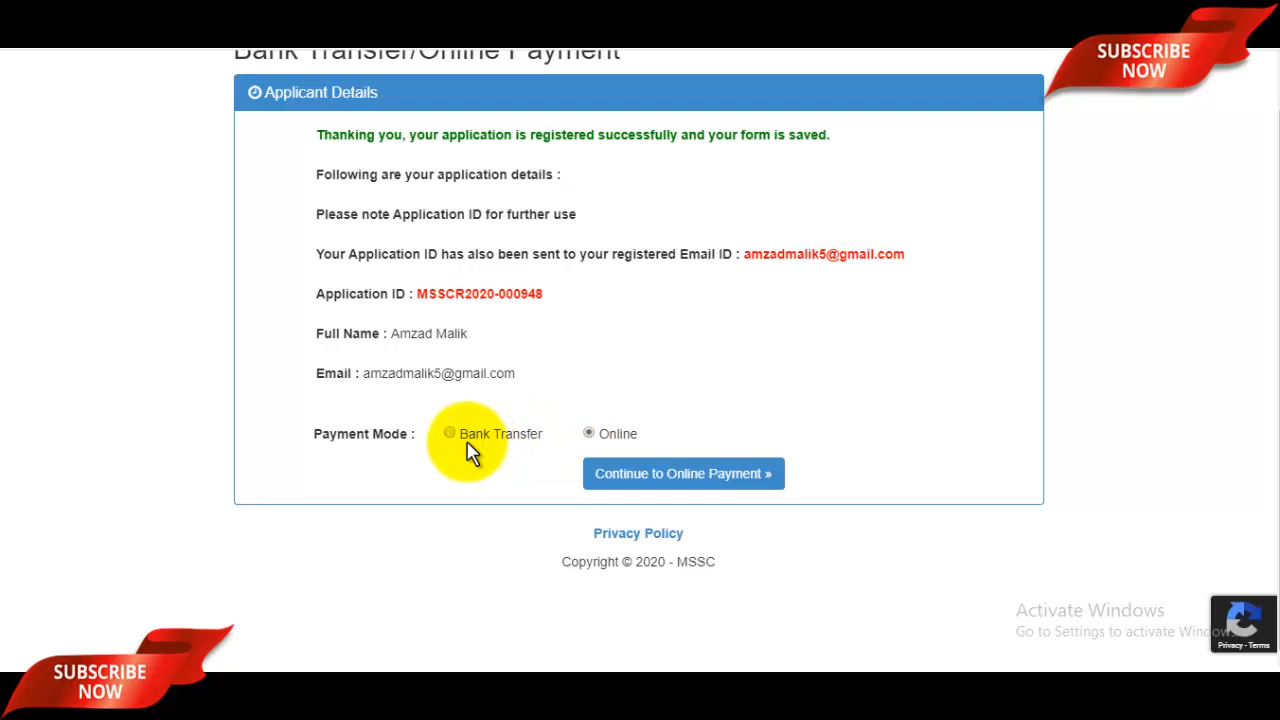 Bank Transfer/Online Payment
SUBSCRIBE
NOW
Applicant Details
Thanking you, your application is registered successfully and your form is saved.
Following are your application details :
Please note Application ID for further use
Your Application ID has also been sent to your registered Email ID : amzadmalik5@gmail.com
Application ID : MSSCR2020-000948
Full Name : Amzad Malik
Email : amzadmalik5@gmail.com
Payment Mode : Bank Transfer Online
Continue to Online Payment »
Privacy Policy
Copyright © 2020 - MSSC
Activate Windows
Go to Settings to activate Windows
Privacy - Terms
SUBSCRIBE
NOW